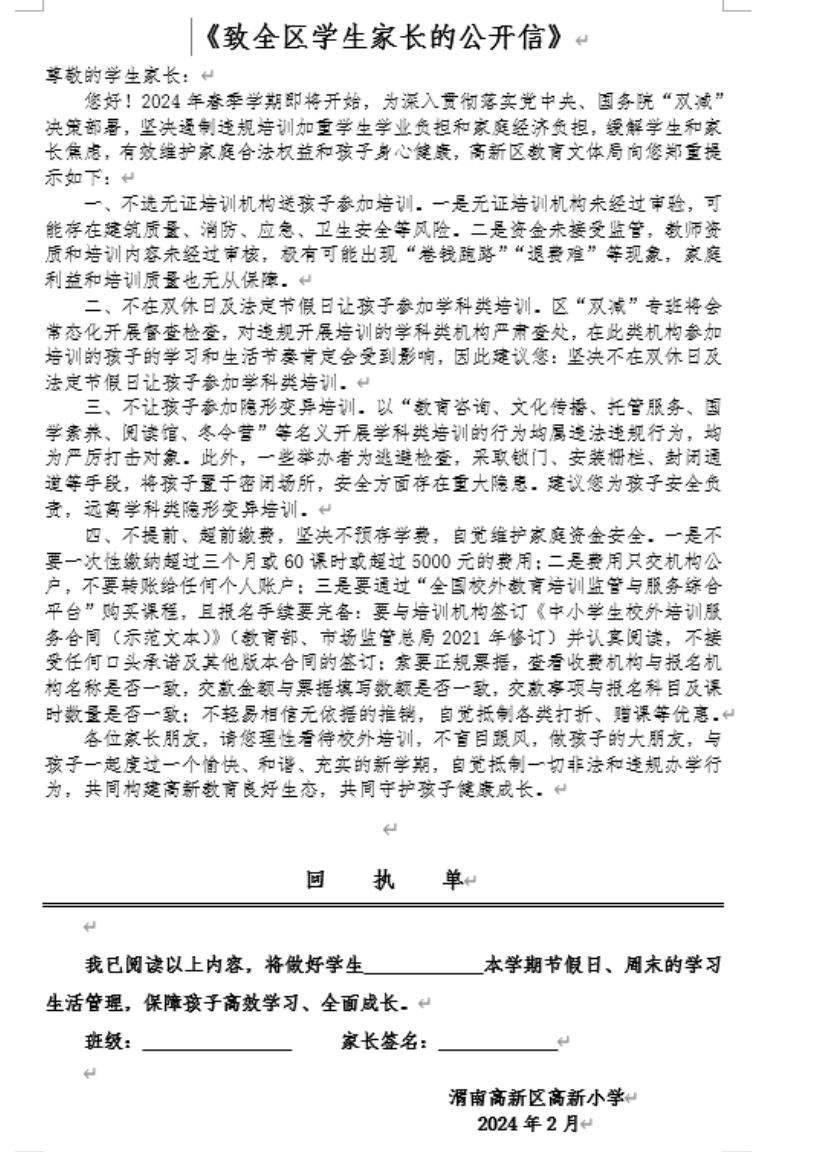 《致全区学生家长的公开信》
尊敬的学生家长：
您好！2024年春季学期即将开始，为深入贯彻落实党中央、国务院“双减”
决策部署，坚决遏制违规培训加重学生学业负担和家庭经济负担，缓解学生和家
长焦虑，有效维护家庭合法权益和孩子身心健康，高新区教育文体局向您郑重提
示如下：
一、不选无证培训机构送孩子参加培训。一是无证培训机构未经过审验，可
能存在建筑质量、消防、应急、卫生安全等风险。二是资金未接受监管，教师资
质和培训内容未经过审核，极有可能出现“卷钱跑路”“退费难”等现象，家庭
利益和培训质量也无从保障。
二、不在双休日及法定节假日让孩子参加学科类培训。区“双减”专班将会
常态化开展督查检查，对违规开展培训的学科类机构严肃查处，在此类机构参加
培训的孩子的学习和生活节奏肯定会受到影响，因此建议您：坚决不在双休日及
法定节假日让孩子参加学科类培训。
三、不让孩子参加隐形变异培训。以“教育咨询、文化传播、托管服务、国
学素养、阅读馆、冬令营”等名义开展学科类培训的行为均属违法违规行为，均
为严厉打击对象。此外，一些举办者为逃避检查，采取锁门、安装栅栏、封闭通
道等手段，将孩子置于密闭场所，安全方面存在重大隐患。建议您为孩子安全负
责，远离学科类隐形变异培训。
四、不提前、超前缴费，坚决不预存学费，自觉维护家庭资金安全。一是不
要一次性缴纳超过三个月或60课时或超过5000元的费用；二是费用只交机构公
户，不要转账给任何个人账户；三是要通过“全国校外教育培训监管与服务综合
平台”购买课程，且报名手续要完备：要与培训机构签订《中小学生校外培训服
务合同（示范文本）》（教育部、市场监管总局2021年修订）并认真阅读，不接
受任何口头承诺及其他版本合同的签订；索要正规票据，查看收费机构与报名机
构名称是否一致，交款金额与票据填写数额是否一致，交款事项与报名科目及课
时数量是否一致；不轻易相信无依据的推销，自觉抵制各类打折、赠课等优惠。
各位家长朋友，请您理性看待校外培训，不盲目跟风，做孩子的大朋友，与
孩子一起度过一个愉快、和谐、充实的新学期，自觉抵制一切非法和违规办学行
为，共同构建高新教育良好生态，共同守护孩子健康成长。
回 执 单
我已阅读以上内容，将做好学生____________本学期节假日、周末的学习
生活管理，保障孩子高效学习、全面成长。
班级：_______________ 家长签名：____________
渭南高新区高新小学
2024年2月